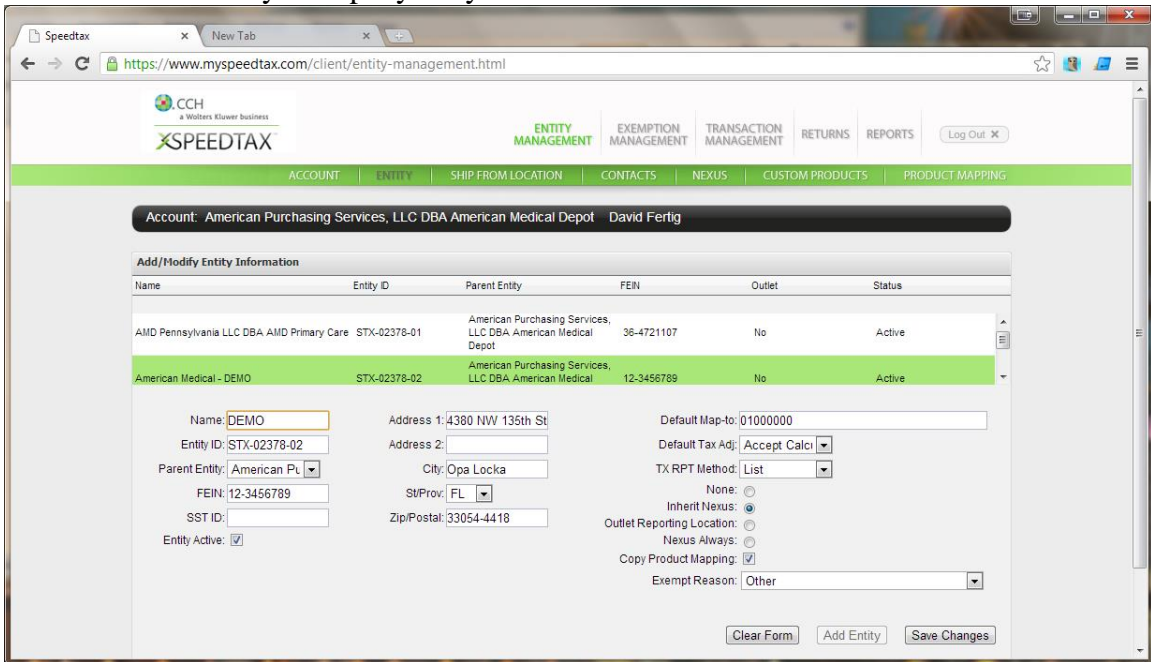 Speedtax
New Tab
https://www.myspeedtax.com/client/entity-management.html
CCH
a Wolters Kluwer business
SPEEDTAX
ENTITY MANAGEMENT EXEMPTION MANAGEMENT TRANSACTION MANAGEMENT RETURNS REPORTS Log Out X
ACCOUNT ENTITY SHIP FROM LOCATION CONTACTS NEXUS CUSTOM PRODUCTS PRODUCT MAPPING
Account: American Purchasing Services, LLC DBA American Medical Depot David Fertig
Add/Modify Entity Information
Name Entity ID Parent Entity FEIN Outlet Status
AMD Pennsylvania LLC DBA AMD Primary Care STX-02378-01 American Purchasing Services, LLC DBA American Medical Depot 36-4721107 No Active
American Medical - DEMO STX-02378-02 American Purchasing Services, LLC DBA American Medical 12-3456789 No Active
Name: DEMO Address 1: 4380 NW 135th St Default Map-to: 01000000
Entity ID: STX-02378-02 Address 2: Default Tax Adj: Accept Calcu
Parent Entity: American Pu City: Opa Locka TX RPT Method: List
FEIN: 12-3456789 St/Prov: FL None:
Inherit Nexus:
SST ID: Zip/Postal: 33054-4418 Outlet Reporting Location:
Entity Active: Nexus Always:
Copy Product Mapping:
Exempt Reason: Other
Clear Form Add Entity Save Changes